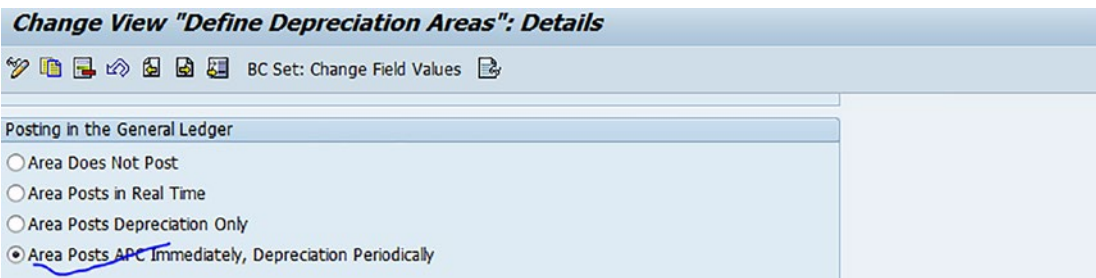 Change View "Define Depreciation Areas": Details
BC Set: Change Field Values
Posting in the General Ledger
Area Does Not Post
Area Posts in Real Time
Area Posts Depreciation Only
Area Posts APC Immediately, Depreciation Periodically